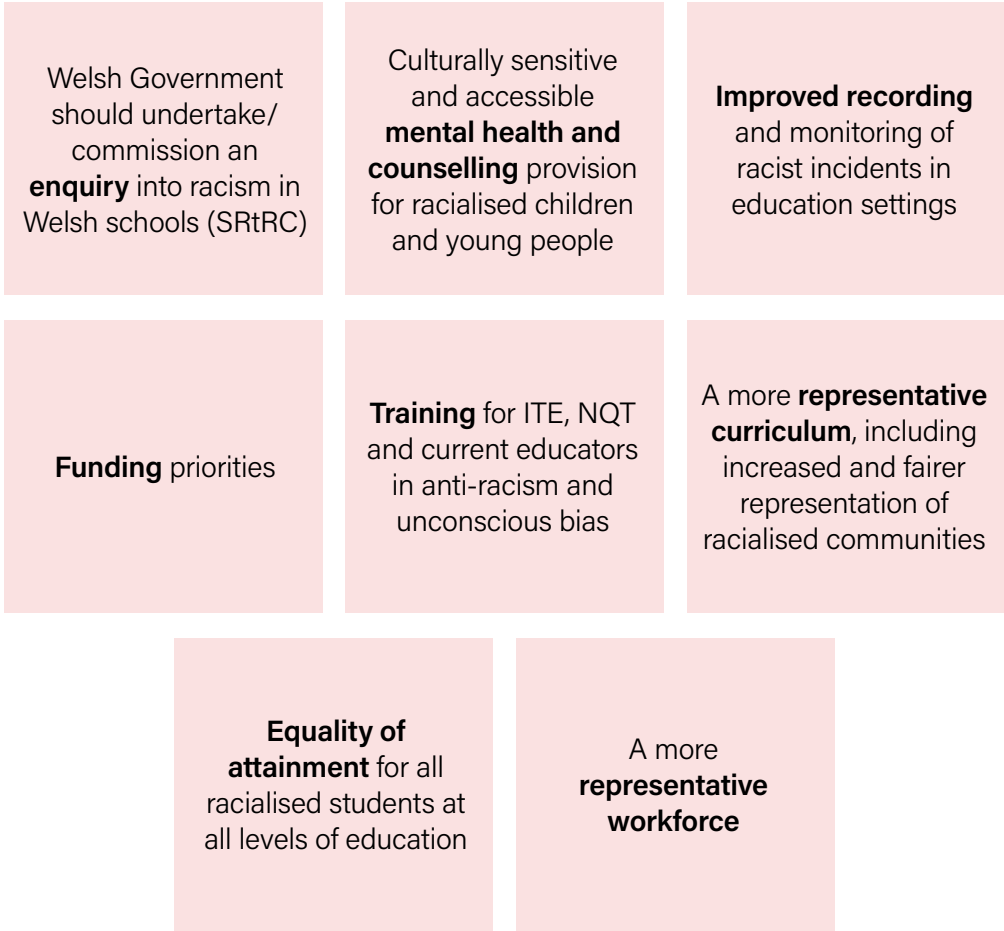 Welsh Government
should undertake/
commission an
enquiry into racism in
Welsh schools (SRtRC)
Culturally sensitive
and accessible
mental health and
counselling provision
for racialised children
and young people
Improved recording
and monitoring of
racist incidents in
education settings
Funding priorities
Training for ITE, NQT
and current educators
in anti-racism and
unconscious bias
A more representative
curriculum, including
increased and fairer
representation of
racialised communities
Equality of
attainment for all
racialised students at
all levels of education
A more
representative
workforce